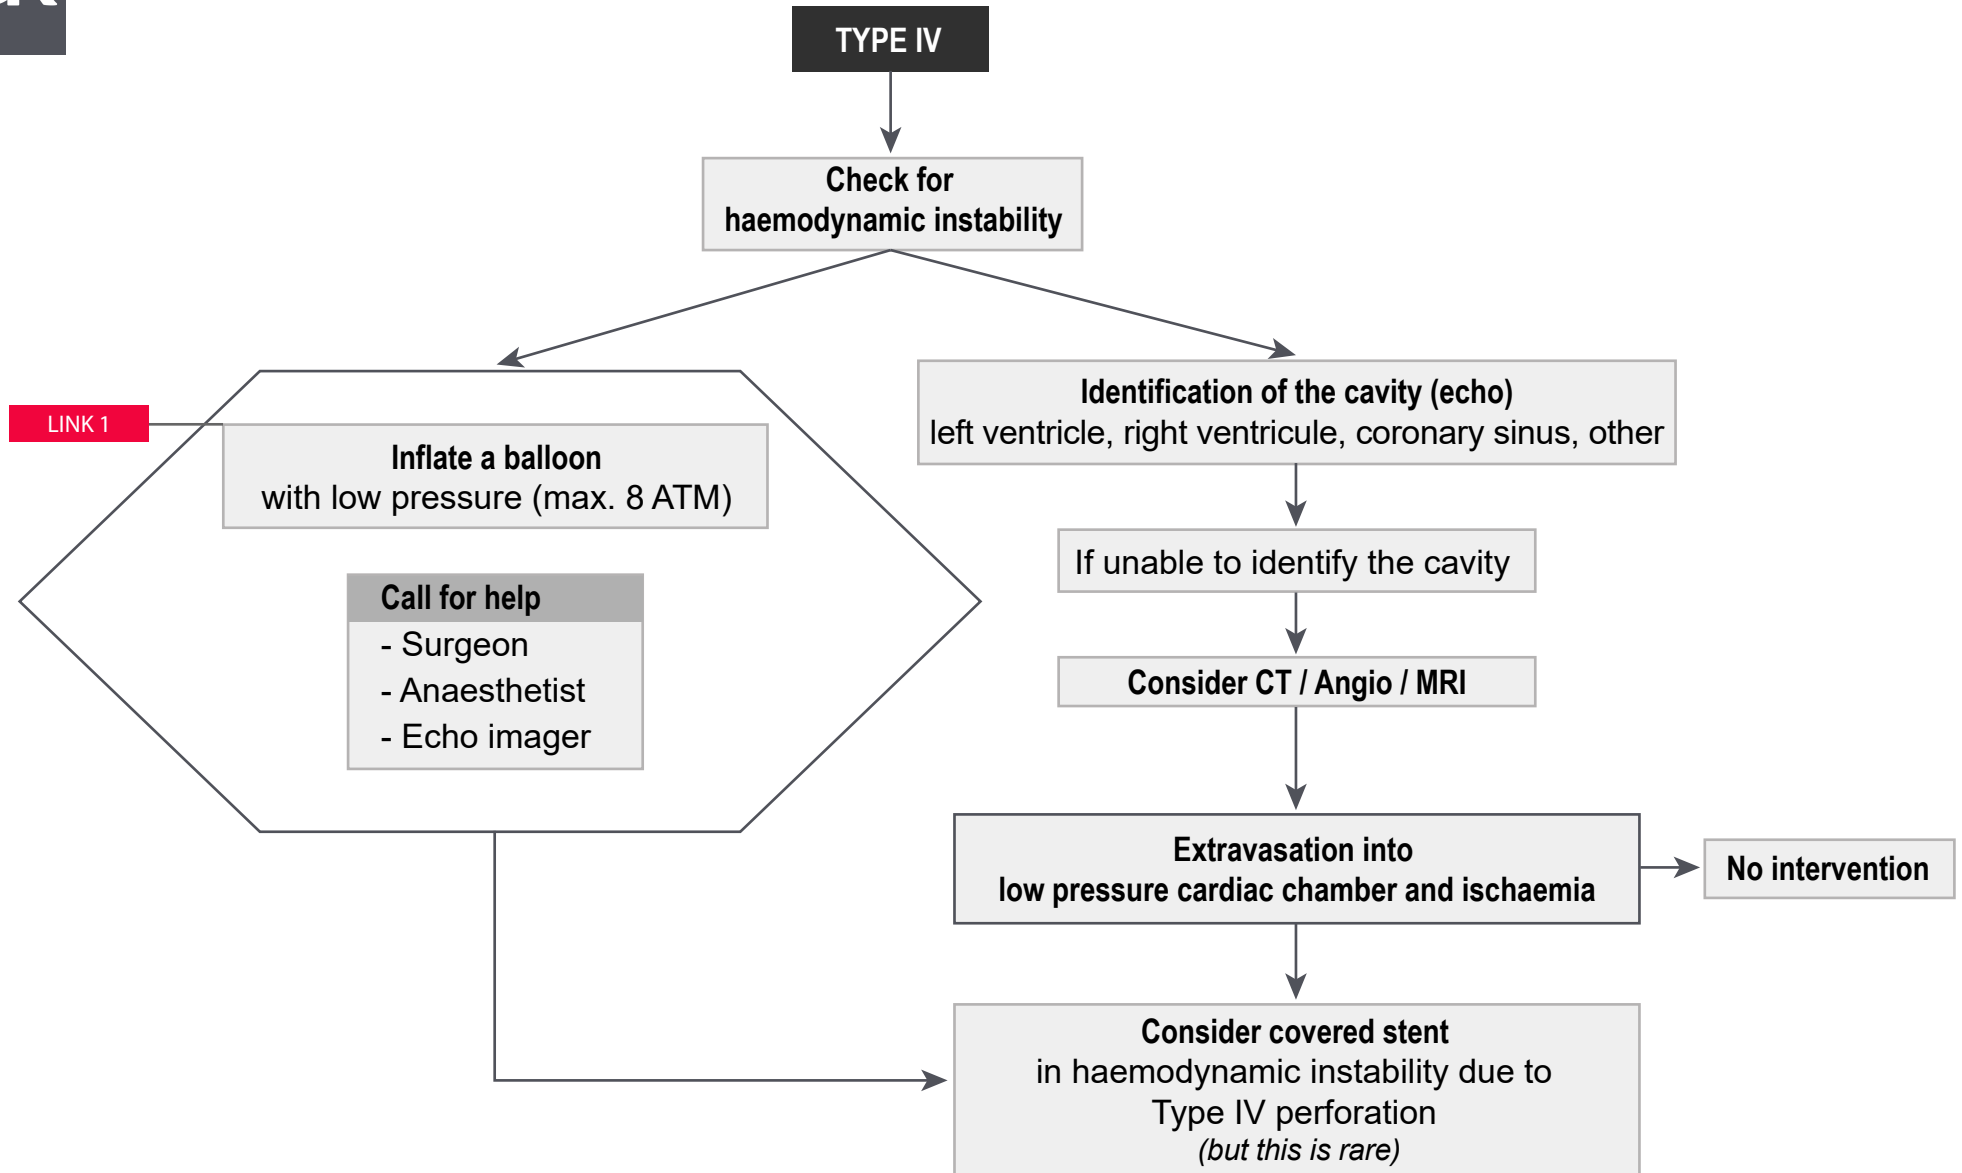 TYPE IV
Check for
haemodynamic instability
LINK 1
Inflate a balloon
with low pressure (max. 8 ATM)
Call for help
- Surgeon
- Anaesthetist
- Echo imager
Identification of the cavity (echo)
left ventricle, right ventricule, coronary sinus, other
If unable to identify the cavity
Consider CT / Angio / MRI
Extravasation into
low pressure cardiac chamber and ischaemia
No intervention
Consider covered stent
in haemodynamic instability due to
Type IV perforation
(but this is rare)